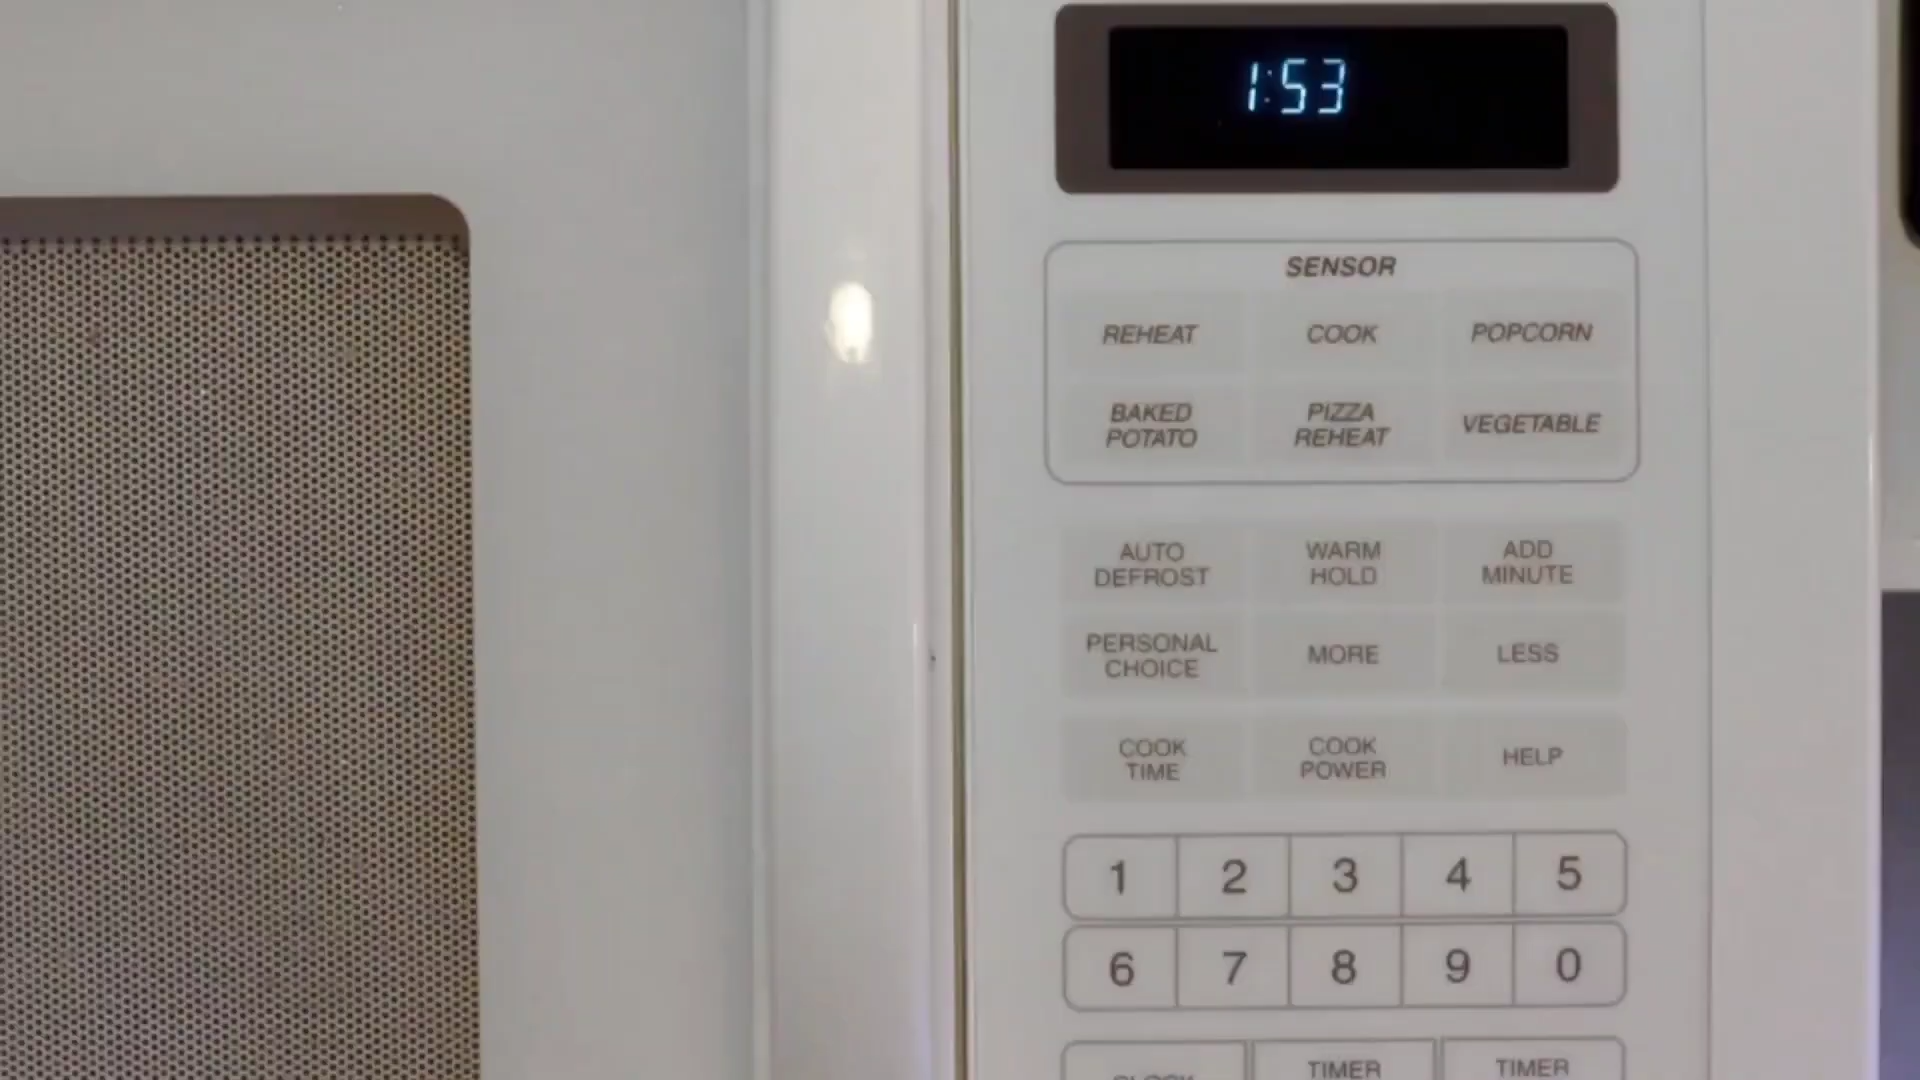 1:53
SENSOR
REHEAT COOK POPCORN
BAKED POTATO PIZZA REHEAT VEGETABLE
AUTO DEFROST WARM HOLD ADD MINUTE
PERSONAL CHOICE MORE LESS
COOK TIME COOK POWER HELP
1 2 3 4 5
6 7 8 9 0
CLOCK TIMER TIMER